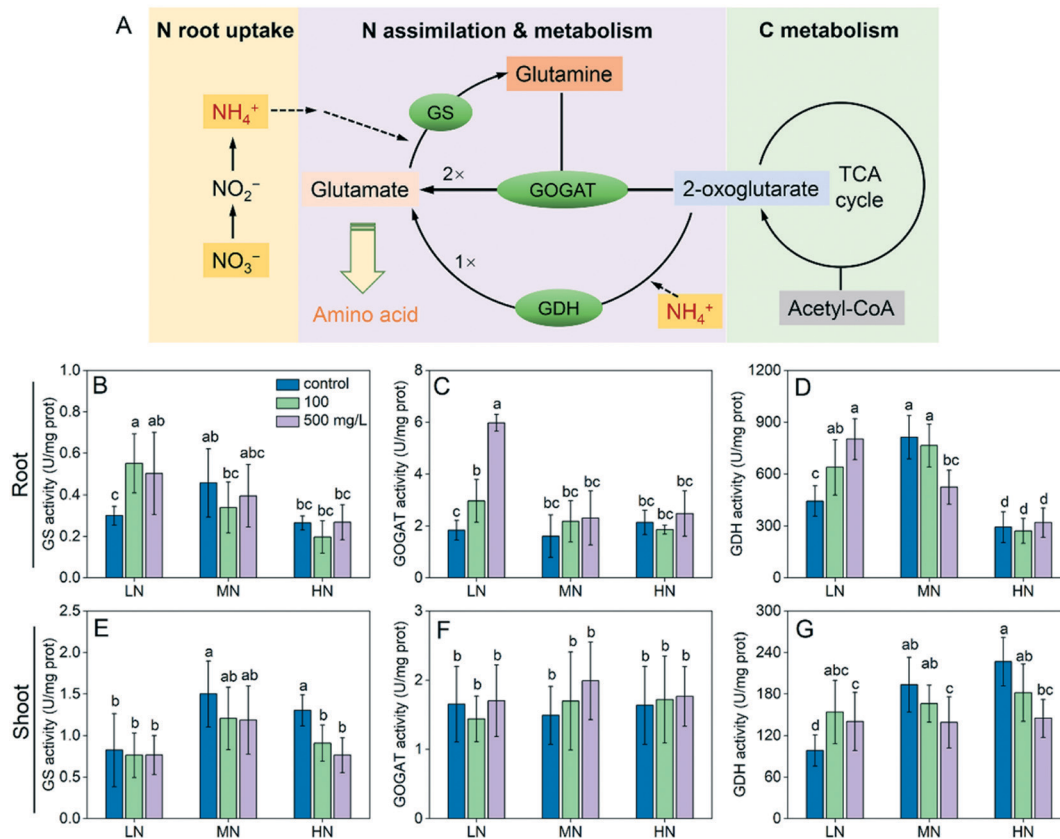 A
N root uptake
N assimilation & metabolism
C metabolism
Glutamine
GS
NH₄⁺
NO₂⁻
NO₃⁻
Glutamate
2×
GOGAT
2-oxoglutarate
TCA
cycle
1×
GDH
NH₄⁺
Amino acid
Acetyl-CoA
Root
B
GS activity (U/mg prot)
1.0
0.8
0.6
0.4
0.2
0.0
control
100
500 mg/L
c a ab
bc bc abc
bc bc bc
LN MN HN
C
GOGAT activity (U/mg prot)
8
6
4
2
0
c b a
bc bc bc
bc bc bc
LN MN HN
D
GDH activity (U/mg prot)
1200
900
600
300
0
c ab a
a a bc
d d d
LN MN HN
Shoot
E
GS activity (U/mg prot)
2.5
2.0
1.5
1.0
0.5
0.0
b b b
a ab ab
a b b
LN MN HN
F
GOGAT activity (U/mg prot)
3
2
1
0
b b b
b b b
b b b
LN MN HN
G
GDH activity (U/mg prot)
300
240
180
120
60
0
d abc c
ab ab c
a ab bc
LN MN HN